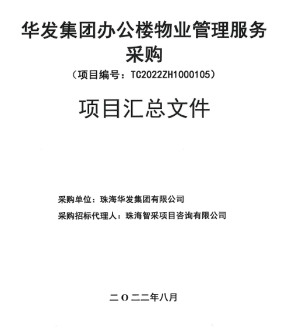 华发集团办公楼物业管理服务
采购
（项目编号：TC2022ZH1000105）
项目汇总文件
采购单位：珠海华发集团有限公司
采购招标代理人：珠海智采项目咨询有限公司
二〇二二年八月